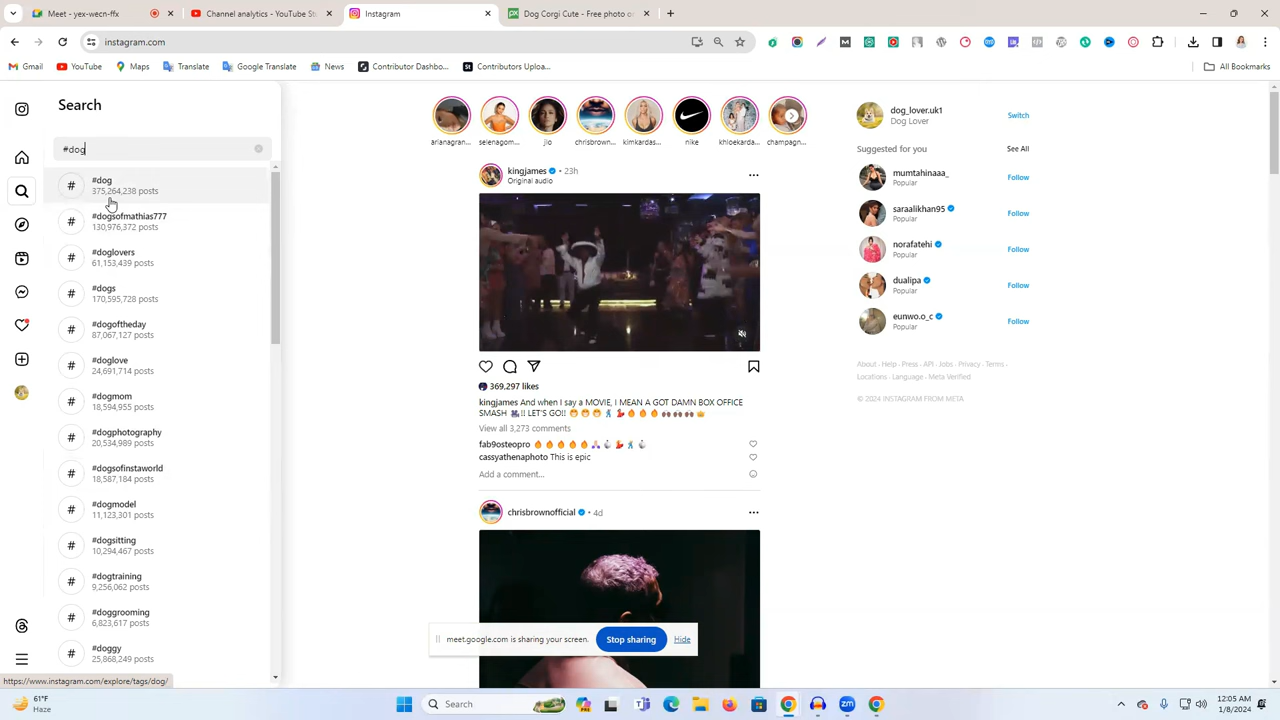 Channel analytics - YouTube St
Instagram
Canva Dog - Free photo o
instagram.com
Gmail
YouTube
Maps
Translate
Google Translate
News
Contributor Dashbo...
Contributors Uploa...
All Bookmarks
Search
#dog
#dog
375,264,238 posts
#dogsofmathias777
130,976,372 posts
#doglovers
61,153,439 posts
#dogs
170,595,728 posts
#dogoftheday
87,067,127 posts
#doglove
24,691,714 posts
#dogmom
18,594,955 posts
#dogphotography
20,534,989 posts
#dogsofinstaworld
18,587,184 posts
#dogmodel
11,123,301 posts
#dogsitting
10,294,467 posts
#dogtraining
9,256,062 posts
#doggrooming
6,823,617 posts
#doggy
25,868,249 posts
arianagran...
selenagom...
jlo
chrisbrown...
kimkardas...
nike
khloekarda...
champagn...
kingjames • 23h
Original audio
369,297 likes
kingjames And when I say a MOVIE, I MEAN A GOT DAMN BOX OFFICE
SMASH !! LET'S GO!!
View all 3,273 comments
fab9osteopro
cassyathenaphoto This is epic
Add a comment...
chrisbrownofficial • 4d
dog_lover.uk1
Dog Lover
Switch
Suggested for you
See All
mumtahinaaa_
Popular
Follow
saraalikhan95
Popular
Follow
norafatehi
Popular
Follow
dualipa
Popular
Follow
eunwo.o_c
Popular
Follow
About · Help · Press · API · Jobs · Privacy · Terms ·
Locations · Language · Meta Verified
© 2024 INSTAGRAM FROM META
meet.google.com is sharing your screen.
Stop sharing
Hide
https://www.instagram.com/explore/tags/dog/
61°F
Haze
Search
12:05 AM
1/8/2024